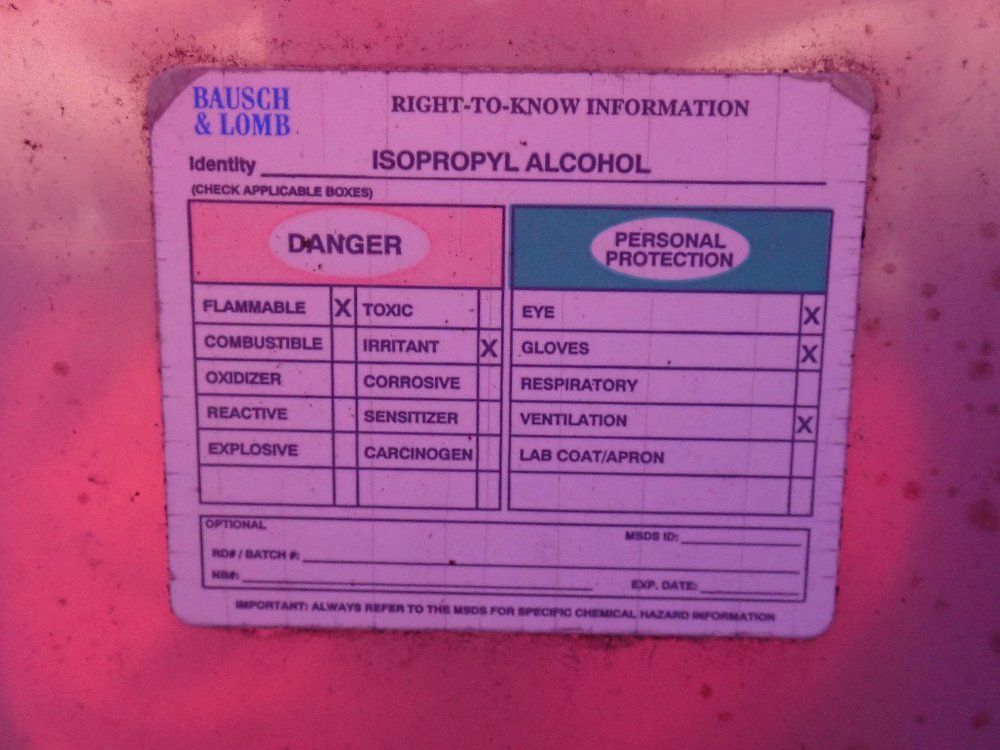 BAUSCH
& LOMB
RIGHT-TO-KNOW INFORMATION
Identity ISOPROPYL ALCOHOL
(CHECK APPLICABLE BOXES)
DANGER
PERSONAL
PROTECTION
FLAMMABLE X TOXIC
COMBUSTIBLE IRRITANT X
OXIDIZER CORROSIVE
REACTIVE SENSITIZER
EXPLOSIVE CARCINOGEN
EYE X
GLOVES X
RESPIRATORY
VENTILATION X
LAB COAT/APRON
OPTIONAL
MSDS ID:
RD# / BATCH #:
NB#:
EXP. DATE:
IMPORTANT: ALWAYS REFER TO THE MSDS FOR SPECIFIC CHEMICAL HAZARD INFORMATION